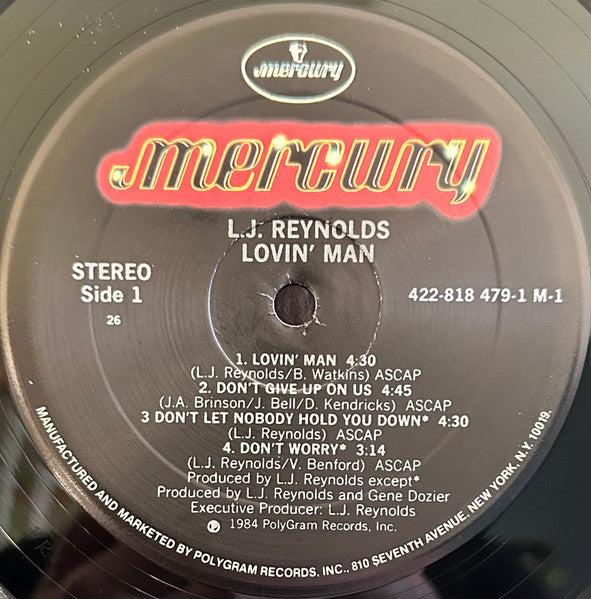 mercury
mercury
L.J. REYNOLDS
LOVIN' MAN
STEREO
Side 1
26
422-818 479-1 M-1
1. LOVIN' MAN 4:30
(L.J. Reynolds/B. Watkins) ASCAP
2. DON'T GIVE UP ON US 4:45
(J.A. Brinson/J. Bell/D. Kendricks) ASCAP
3 DON'T LET NOBODY HOLD YOU DOWN* 4:30
(L.J. Reynolds) ASCAP
4. DON'T WORRY* 3:14
(L.J. Reynolds/V. Benford) ASCAP
Produced by L.J. Reynolds except*
Produced by L.J. Reynolds and Gene Dozier
Executive Producer: L.J. Reynolds
℗ 1984 PolyGram Records, Inc.
MANUFACTURED AND MARKETED BY POLYGRAM RECORDS, INC., 810 SEVENTH AVENUE, NEW YORK, N.Y. 10019.